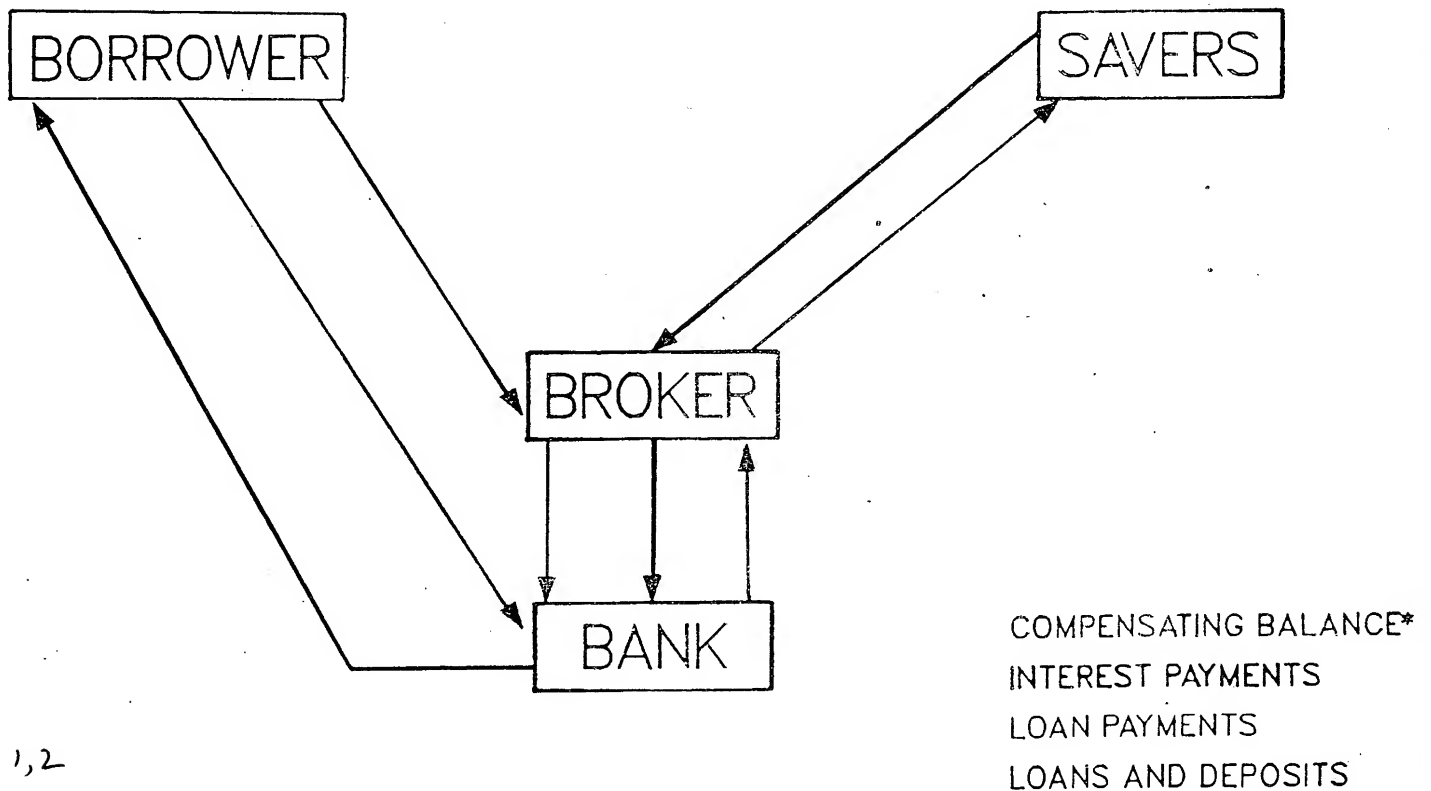 BORROWER
SAVERS
BROKER
BANK
COMPENSATING BALANCE*
INTEREST PAYMENTS
LOAN PAYMENTS
LOANS AND DEPOSITS
1,2